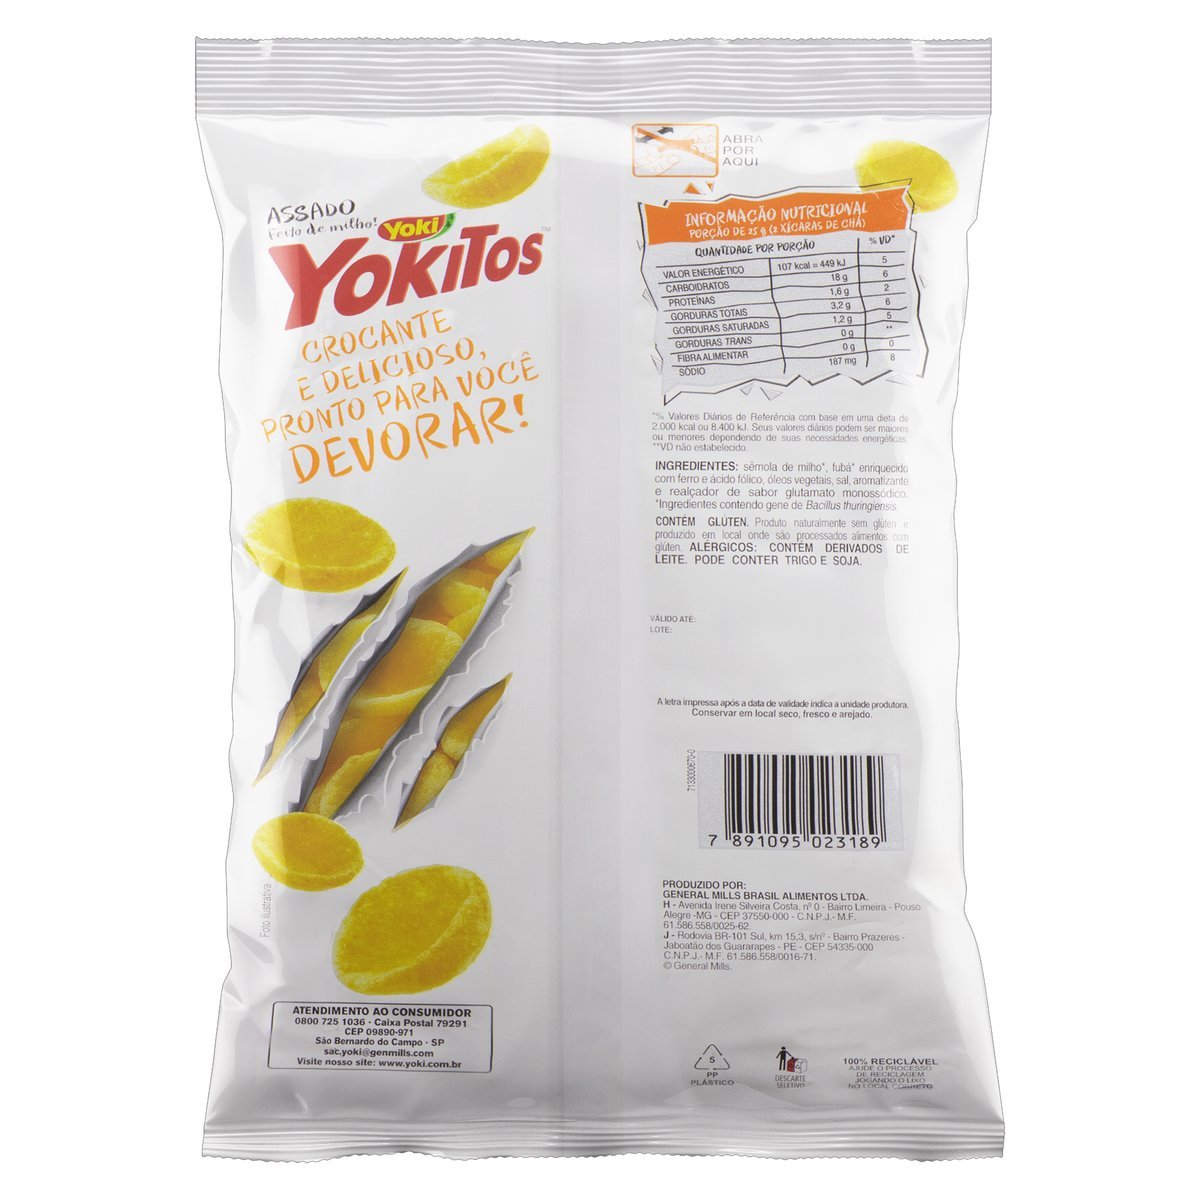 ASSADO
Feito de milho!
Yoki
YOKITOS™
CROCANTE
E DELICIOSO,
PRONTO PARA VOCÊ
DEVORAR!
Foto ilustrativa
ATENDIMENTO AO CONSUMIDOR
0800 725 1036 - Caixa Postal 79291
CEP 09890-971
São Bernardo do Campo - SP
sac.yoki@genmills.com
Visite nosso site: www.yoki.com.br
ABRA
POR
AQUI
INFORMAÇÃO NUTRICIONAL
PORÇÃO DE 25 g (2 XÍCARAS DE CHÁ)
QUANTIDADE POR PORÇÃO % VD*
VALOR ENERGÉTICO 107 kcal = 449 kJ 5
CARBOIDRATOS 18 g 6
PROTEÍNAS 1,6 g 2
GORDURAS TOTAIS 3,2 g 6
GORDURAS SATURADAS 1,2 g 5
GORDURAS TRANS 0 g **
FIBRA ALIMENTAR 0 g 0
SÓDIO 187 mg 8
*% Valores Diários de Referência com base em uma dieta de
2.000 kcal ou 8.400 kJ. Seus valores diários podem ser maiores
ou menores dependendo de suas necessidades energéticas.
**VD não estabelecido.
INGREDIENTES: sêmola de milho*, fubá* enriquecido
com ferro e ácido fólico, óleos vegetais, sal, aromatizante
e realçador de sabor glutamato monossódico.
*Ingredientes contendo gene de Bacillus thuringiensis.
CONTÉM GLÚTEN. Produto naturalmente sem glúten e
produzido em local onde são processados alimentos com
glúten. ALÉRGICOS: CONTÉM DERIVADOS DE
LEITE. PODE CONTER TRIGO E SOJA.
VÁLIDO ATÉ:
LOTE:
A letra impressa após a data de validade indica a unidade produtora.
Conservar em local seco, fresco e arejado.
7133000670-0
7 891095 023189
PRODUZIDO POR:
GENERAL MILLS BRASIL ALIMENTOS LTDA.
H - Avenida Irene Silveira Costa, nº 0 - Bairro Limeira - Pouso
Alegre -MG - CEP 37550-000 - C.N.P.J.- M.F.
61.586.558/0025-62.
J - Rodovia BR-101 Sul, km 15,3, s/nº - Bairro Prazeres -
Jaboatão dos Guararapes - PE - CEP 54335-000
C.N.P.J.- M.F. 61.586.558/0016-71.
© General Mills.
5
PP
PLÁSTICO
DESCARTE
SELETIVO
100% RECICLÁVEL
AJUDE O PROCESSO
DE RECICLAGEM
JOGANDO O LIXO
NO LOCAL CORRETO